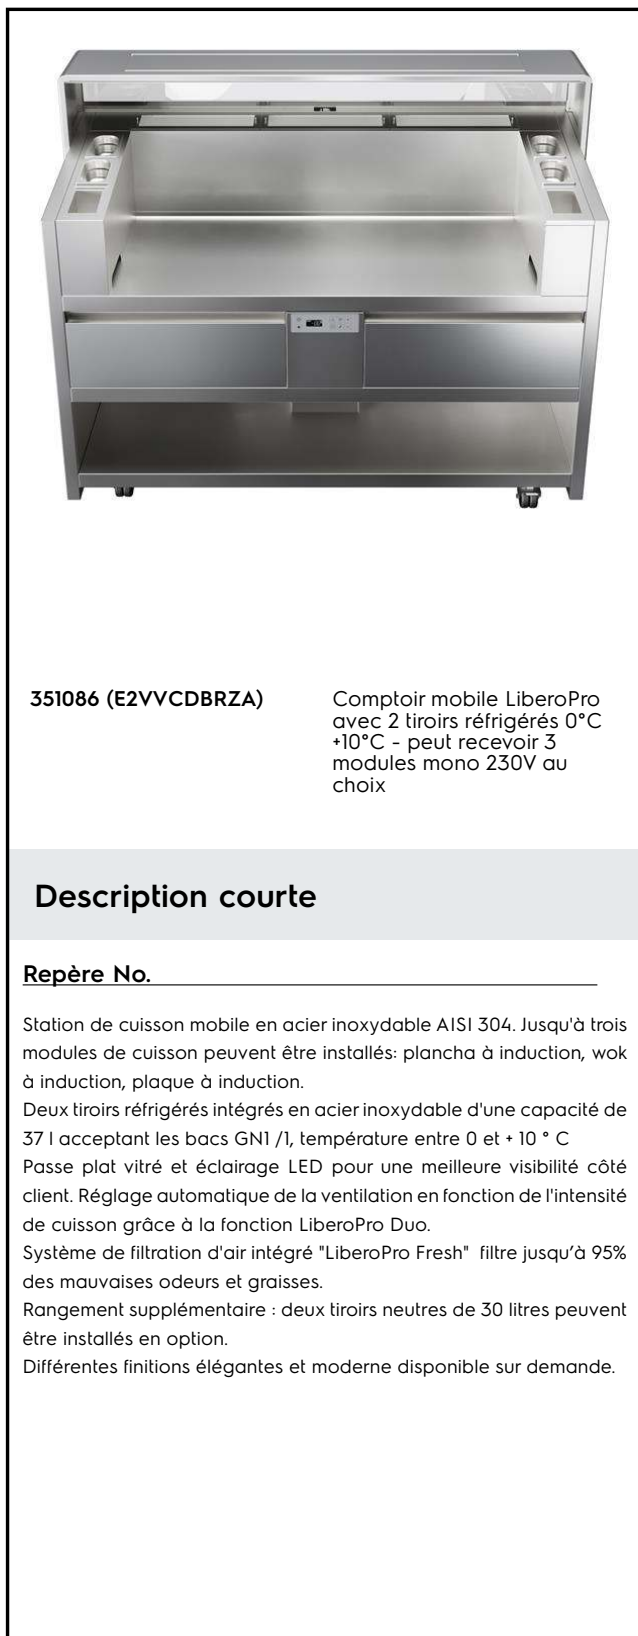 351086 (E2VVCDBRZA)
Comptoir mobile LiberoPro
avec 2 tiroirs réfrigérés 0°C
+10°C - peut recevoir 3
modules mono 230V au
choix
Description courte
Repère No.
Station de cuisson mobile en acier inoxydable AISI 304. Jusqu'à trois
modules de cuisson peuvent être installés: plancha à induction, wok
à induction, plaque à induction.
Deux tiroirs réfrigérés intégrés en acier inoxydable d'une capacité de
37 l acceptant les bacs GN1 /1, température entre 0 et + 10 ° C
Passe plat vitré et éclairage LED pour une meilleure visibilité côté
client. Réglage automatique de la ventilation en fonction de l'intensité
de cuisson grâce à la fonction LiberoPro Duo.
Système de filtration d'air intégré "LiberoPro Fresh" filtre jusqu'à 95%
des mauvaises odeurs et graisses.
Rangement supplémentaire : deux tiroirs neutres de 30 litres peuvent
être installés en option.
Différentes finitions élégantes et moderne disponible sur demande.